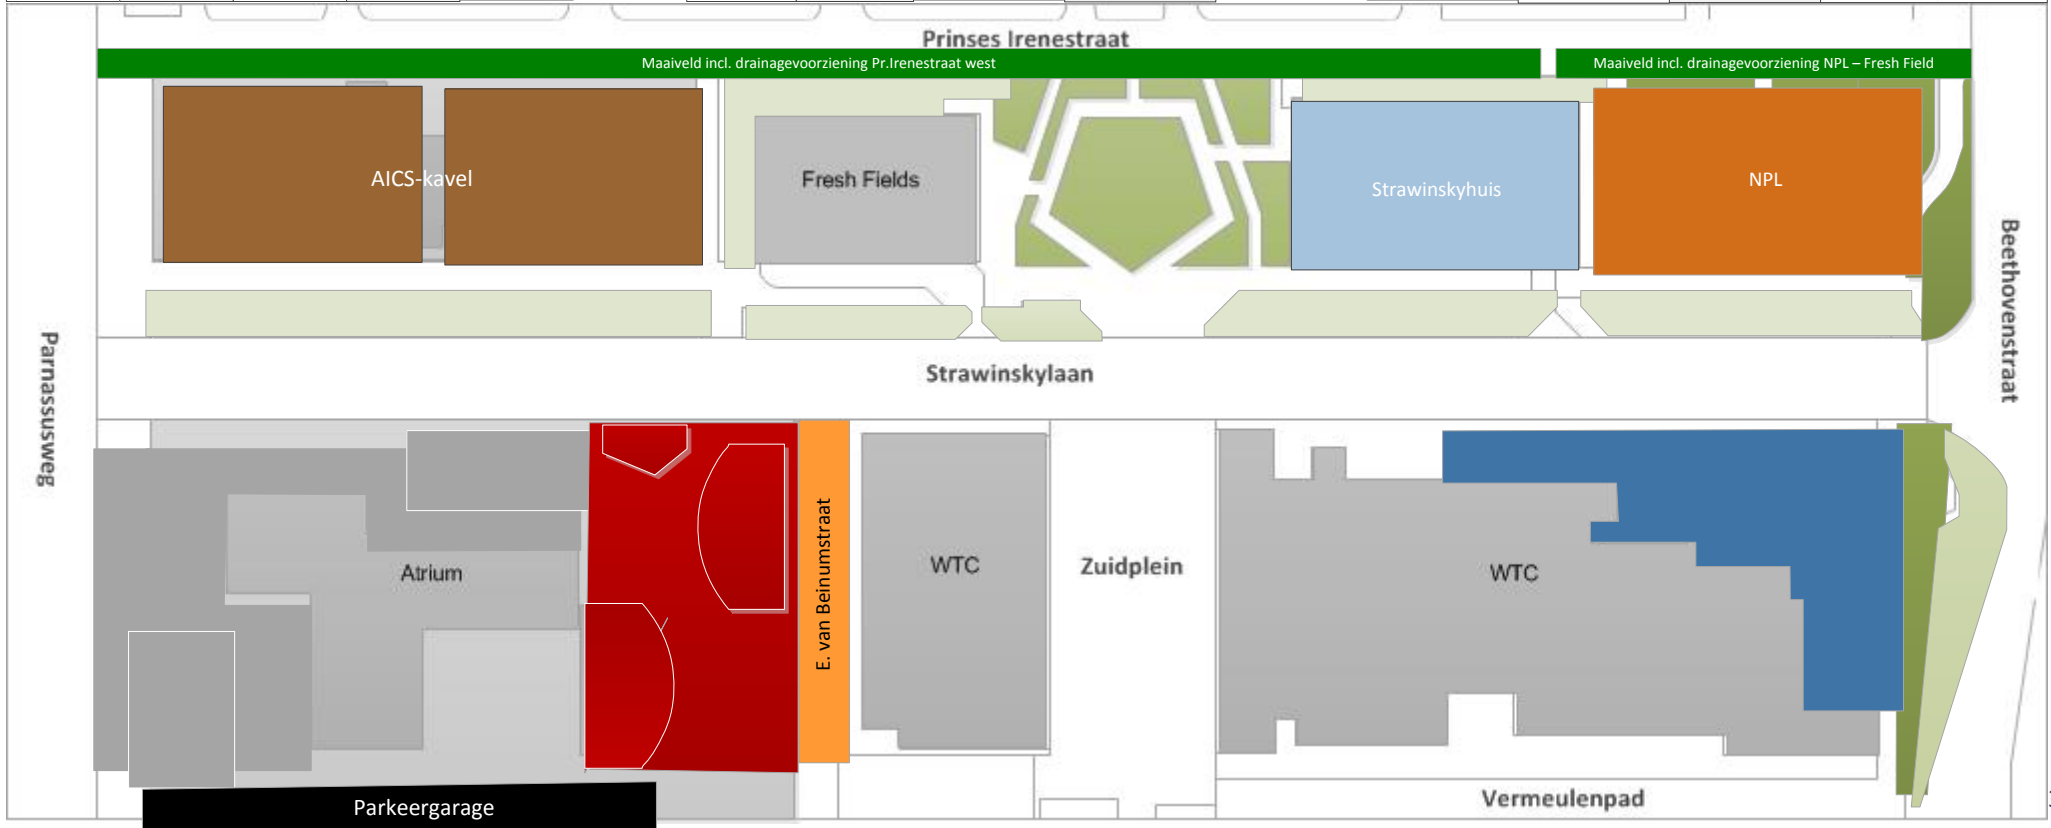 Prinses Irenestraat
Maaiveld incl. drainagevoorziening Pr.Irenestraat west
Maaiveld incl. drainagevoorziening NPL – Fresh Field
AICS-kavel
Fresh Fields
Strawinskyhuis
NPL
Parnassusweg
Beethovenstraat
Strawinskylaan
Atrium
E. van Beinumstraat
WTC
Zuidplein
WTC
Parkeergarage
Vermeulenpad